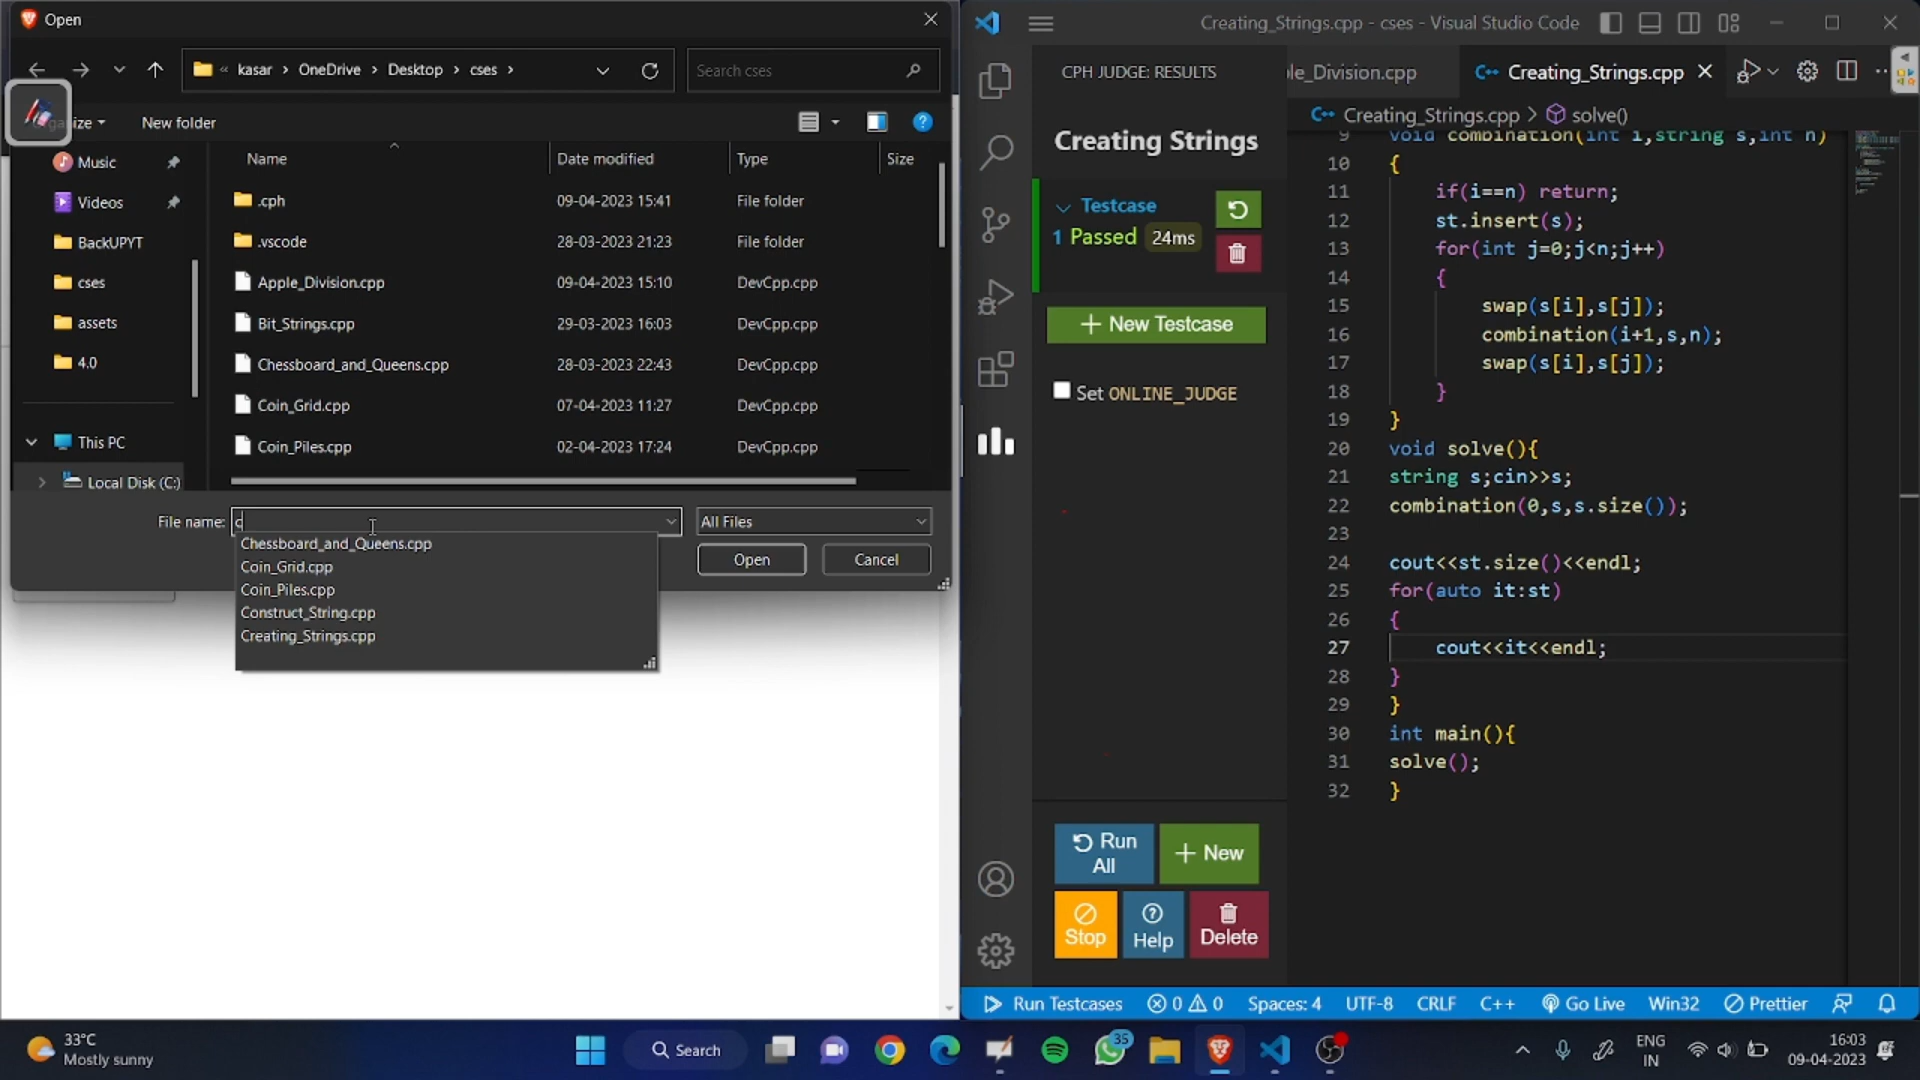 Open
« kasar > OneDrive > Desktop > cses >
Search cses
New folder
Name
Date modified
Type
Size
Music
Videos
BackUPYT
cses
assets
4.0
This PC
Local Disk (C:)
.cph 09-04-2023 15:41 File folder
.vscode 28-03-2023 21:23 File folder
Apple_Division.cpp 09-04-2023 15:10 DevCpp.cpp
Bit_Strings.cpp 29-03-2023 16:03 DevCpp.cpp
Chessboard_and_Queens.cpp 28-03-2023 22:43 DevCpp.cpp
Coin_Grid.cpp 07-04-2023 11:27 DevCpp.cpp
Coin_Piles.cpp 02-04-2023 17:24 DevCpp.cpp
File name: c
All Files
Chessboard_and_Queens.cpp
Coin_Grid.cpp
Coin_Piles.cpp
Construct_String.cpp
Creating_Strings.cpp
Open
Cancel
Creating_Strings.cpp - cses - Visual Studio Code
CPH JUDGE: RESULTS
Creating Strings
Testcase
1 Passed 24ms
+ New Testcase
Set ONLINE_JUDGE
Run All
+ New
Stop
Help
Delete
le_Division.cpp
Creating_Strings.cpp
Creating_Strings.cpp > solve()
9 void combination(int i,string s,int n)
10 {
11 if(i==n) return;
12 st.insert(s);
13 for(int j=0;j<n;j++)
14 {
15 swap(s[i],s[j]);
16 combination(i+1,s,n);
17 swap(s[i],s[j]);
18 }
19 }
20 void solve(){
21 string s;cin>>s;
22 combination(0,s,s.size());
23
24 cout<<st.size()<<endl;
25 for(auto it:st)
26 {
27 cout<<it<<endl;
28 }
29 }
30 int main(){
31 solve();
32 }
Run Testcases 0 0 Spaces: 4 UTF-8 CRLF C++ Go Live Win32 Prettier
33°C
Mostly sunny
Search
35
ENG
IN
16:03
09-04-2023